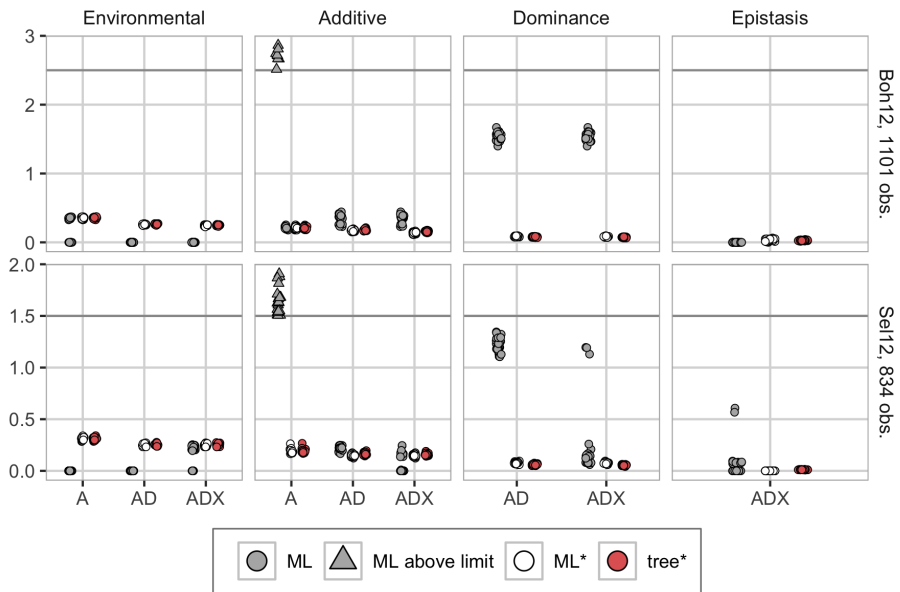 Environmental Additive Dominance Epistasis
3
2
1
0
Boh12, 1101 obs.
2.0
1.5
1.0
0.5
0.0
Sel12, 834 obs.
A AD ADX A AD ADX AD ADX ADX
ML ML above limit ML* tree*